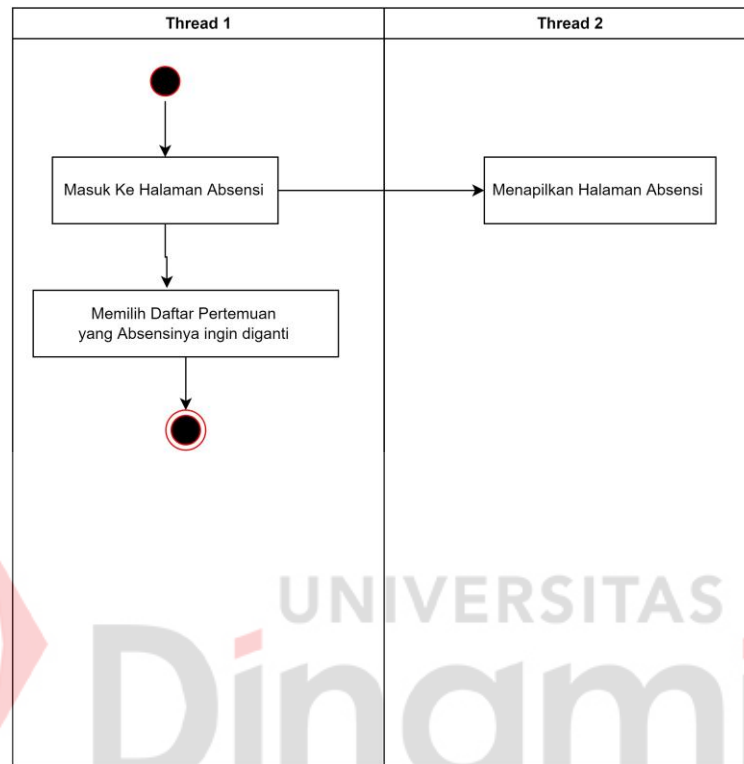 Thread 1
Thread 2
Masuk Ke Halaman Absensi
Menapilkan Halaman Absensi
Memilih Daftar Pertemuan
yang Absensinya ingin diganti
UNIVERSITAS
Dinami